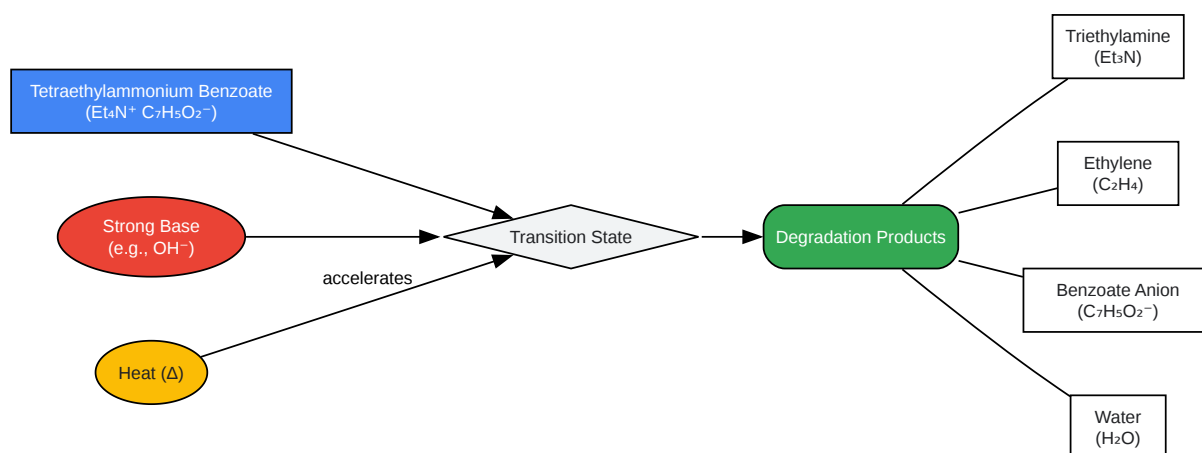 Tetraethylammonium Benzoate
(Et₄N⁺ C₇H₅O₂⁻)
Strong Base
(e.g., OH⁻)
accelerates
Heat (Δ)
Transition State
Degradation Products
Triethylamine
(Et₃N)
Ethylene
(C₂H₄)
Benzoate Anion
(C₇H₅O₂⁻)
Water
(H₂O)